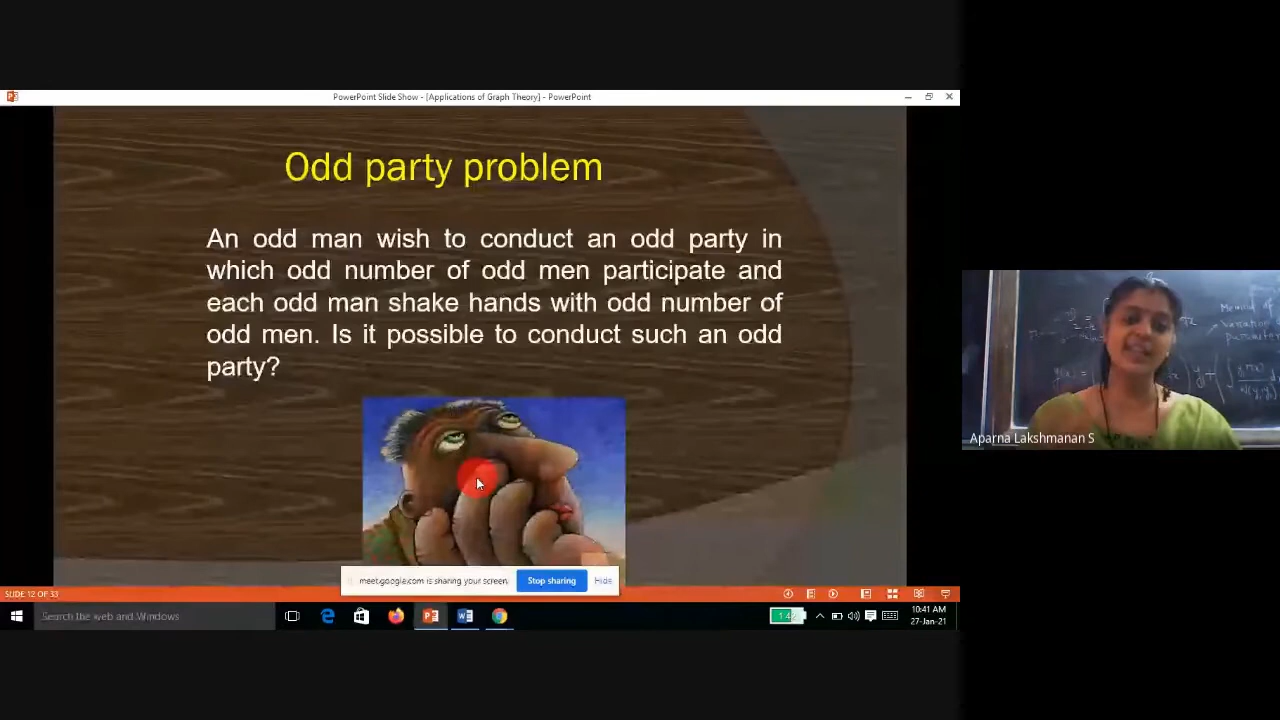 PowerPoint Slide Show - [Applications of Graph Theory] - PowerPoint
Odd party problem
An odd man wish to conduct an odd party in
which odd number of odd men participate and
each odd man shake hands with odd number of
odd men. Is it possible to conduct such an odd
party?
Method of
variation
parameter
Aparna Lakshmanan S
meet.google.com is sharing your screen.
Stop sharing
Hide
SLIDE 12 OF 33
Search the web and Windows
10:41 AM
27-Jan-21